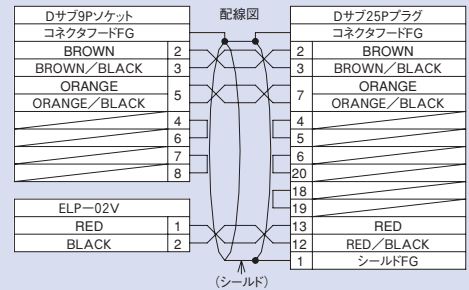 配線図
Dサブ9Pソケット
コネクタフードFG
BROWN 2
BROWN／BLACK 3
ORANGE
ORANGE／BLACK
5
4
6
7
8
ELP－02V
RED 1
BLACK 2
(シールド)
Dサブ25Pプラグ
コネクタフードFG
2 BROWN
3 BROWN／BLACK
7
ORANGE
ORANGE／BLACK
4
5
6
20
18
19
13 RED
12 RED／BLACK
1 シールドFG